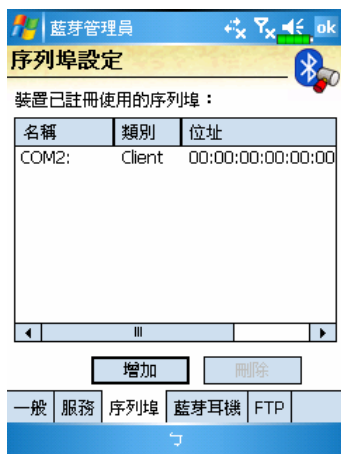 藍芽管理員 ok
序列埠設定
裝置已註冊使用的序列埠：
名稱 類別 位址
COM2: Client 00:00:00:00:00:00
增加 刪除
一般 服務 序列埠 藍芽耳機 FTP
ㄅ